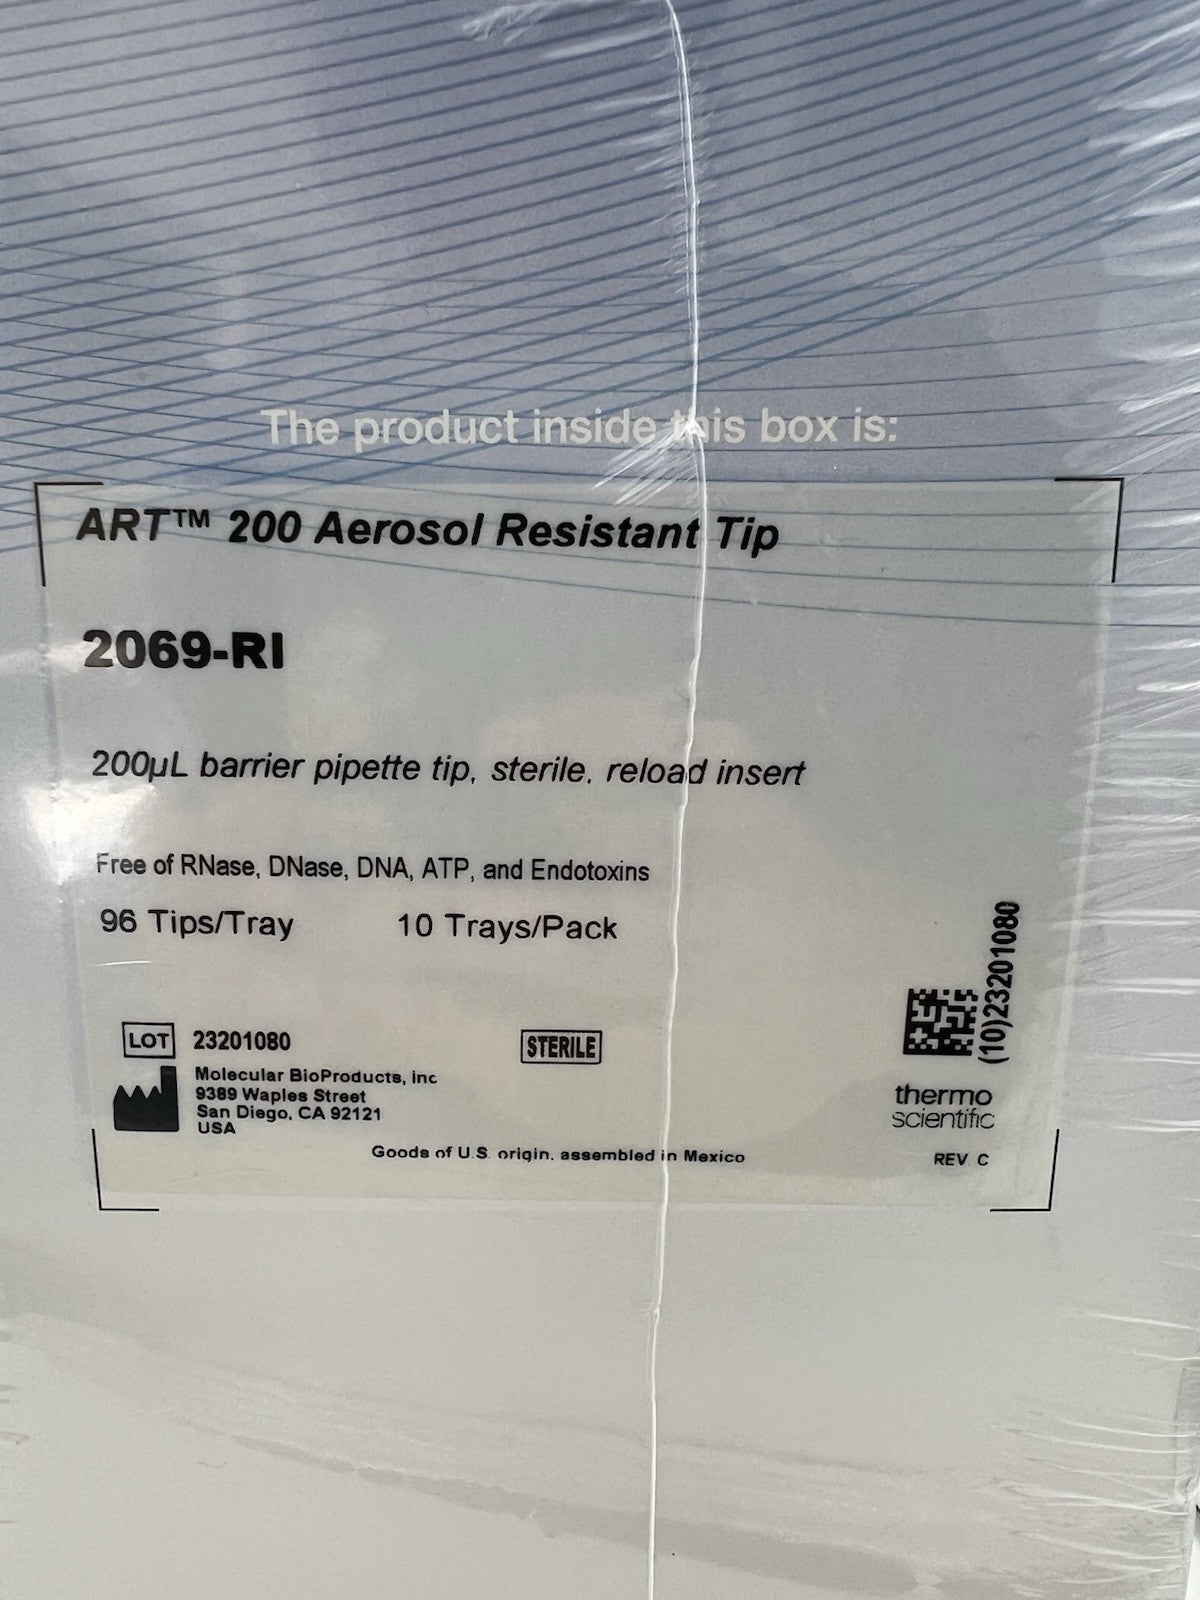 The product inside this box is:
ART™ 200 Aerosol Resistant Tip
2069-RI
200µL barrier pipette tip, sterile, reload insert
Free of RNase, DNase, DNA, ATP, and Endotoxins
96 Tips/Tray 10 Trays/Pack
LOT 23201080
STERILE
(10)23201080
Molecular BioProducts, Inc
9389 Waples Street
San Diego, CA 92121
USA
thermo
scientific
Goods of U.S. origin, assembled in Mexico
REV. C